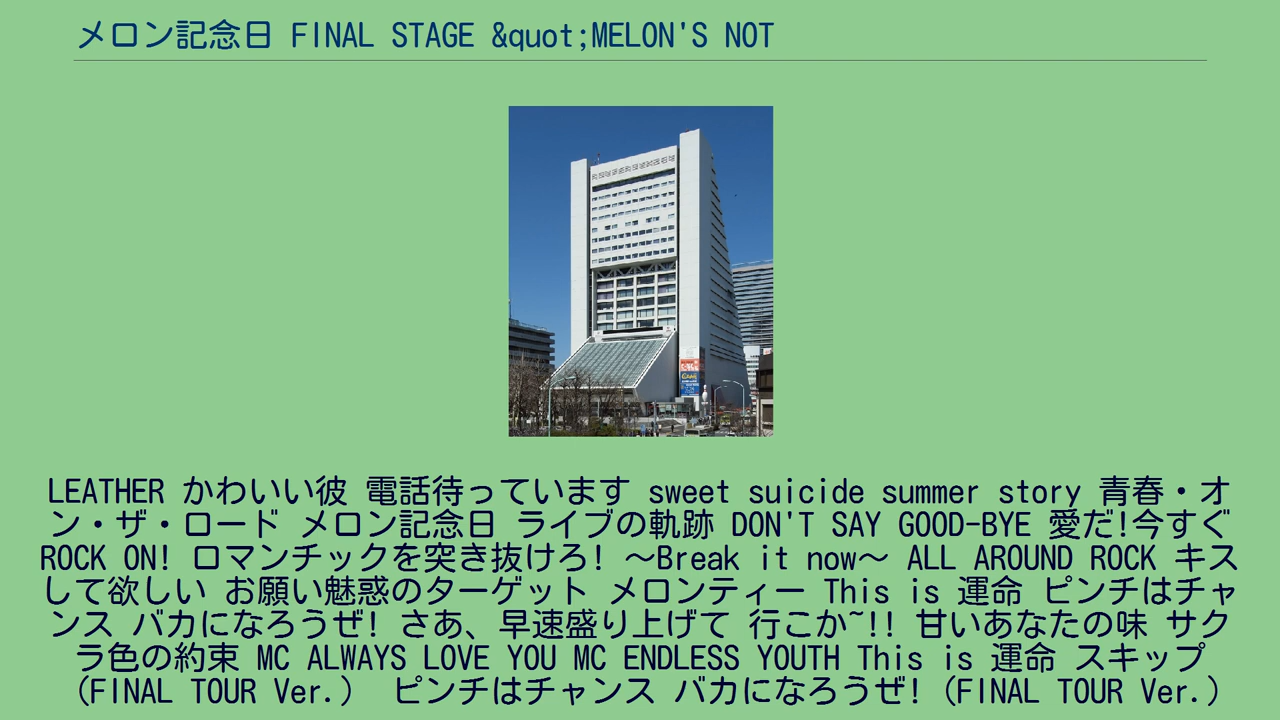 メロン記念日 FINAL STAGE &quot;MELON'S NOT
LEATHER かわいい彼 電話待っています sweet suicide summer story 青春・オ
ン・ザ・ロード メロン記念日 ライブの軌跡 DON'T SAY GOOD-BYE 愛だ!今すぐ
ROCK ON! ロマンチックを突き抜けろ! ～Break it now～ ALL AROUND ROCK キス
して欲しい お願い魅惑のターゲット メロンティー This is 運命 ピンチはチャ
ンス バカになろうぜ! さあ、早速盛り上げて 行こか~!! 甘いあなたの味 サク
ラ色の約束 MC ALWAYS LOVE YOU MC ENDLESS YOUTH This is 運命 スキップ
（FINAL TOUR Ver.） ピンチはチャンス バカになろうぜ!（FINAL TOUR Ver.）